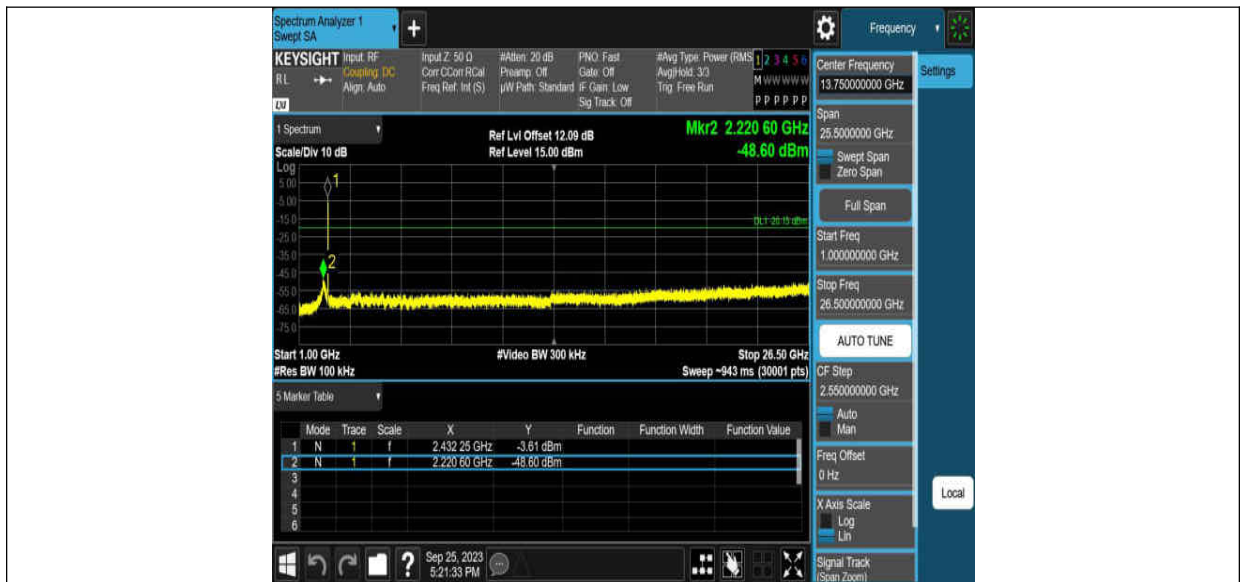 Spectrum Analyzer 1
Swept SA
Frequency
KEYSIGHT
Input: RF
Coupling: DC
Align: Auto
Input Z: 50 Ω
Corr CCorr RCal
Freq Ref: Int (S)
#Atten: 20 dB
Preamp: Off
µW Path: Standard
PNO: Fast
Gate: Off
IF Gain: Low
Sig Track: Off
#Avg Type: Power (RMS
Avg|Hold: 3/3
Trig: Free Run
1 2 3 4 5 6
M W W W W W
P P P P P P
RL
LXI
Center Frequency
13.750000000 GHz
Settings
Span
25.5000000 GHz
Swept Span
Zero Span
Full Span
Start Freq
1.000000000 GHz
Stop Freq
26.500000000 GHz
AUTO TUNE
CF Step
2.550000000 GHz
Auto
Man
Freq Offset
0 Hz
X Axis Scale
Log
Lin
Signal Track
(Span Zoom)
Local
1 Spectrum
Scale/Div 10 dB
Ref Lvl Offset 12.09 dB
Ref Level 15.00 dBm
Mkr2 2.220 60 GHz
-48.60 dBm
Log
5.00
-5.00
-15.0
-25.0
-35.0
-45.0
-55.0
-65.0
-75.0
1
2
Start 1.00 GHz
#Res BW 100 kHz
#Video BW 300 kHz
Stop 26.50 GHz
Sweep ~943 ms (30001 pts)
5 Marker Table
Mode Trace Scale X Y Function Function Width Function Value
1 N 1 f 2.432 25 GHz -3.61 dBm
2 N 1 f 2.220 60 GHz -48.60 dBm
3
4
5
6
Sep 25, 2023
5:21:33 PM